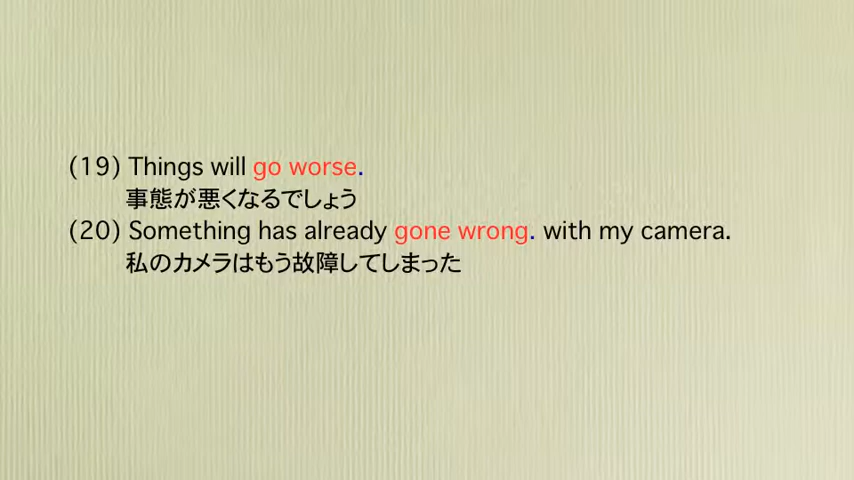 (19) Things will go worse.
事態が悪くなるでしょう
(20) Something has already gone wrong. with my camera.
私のカメラはもう故障してしまった